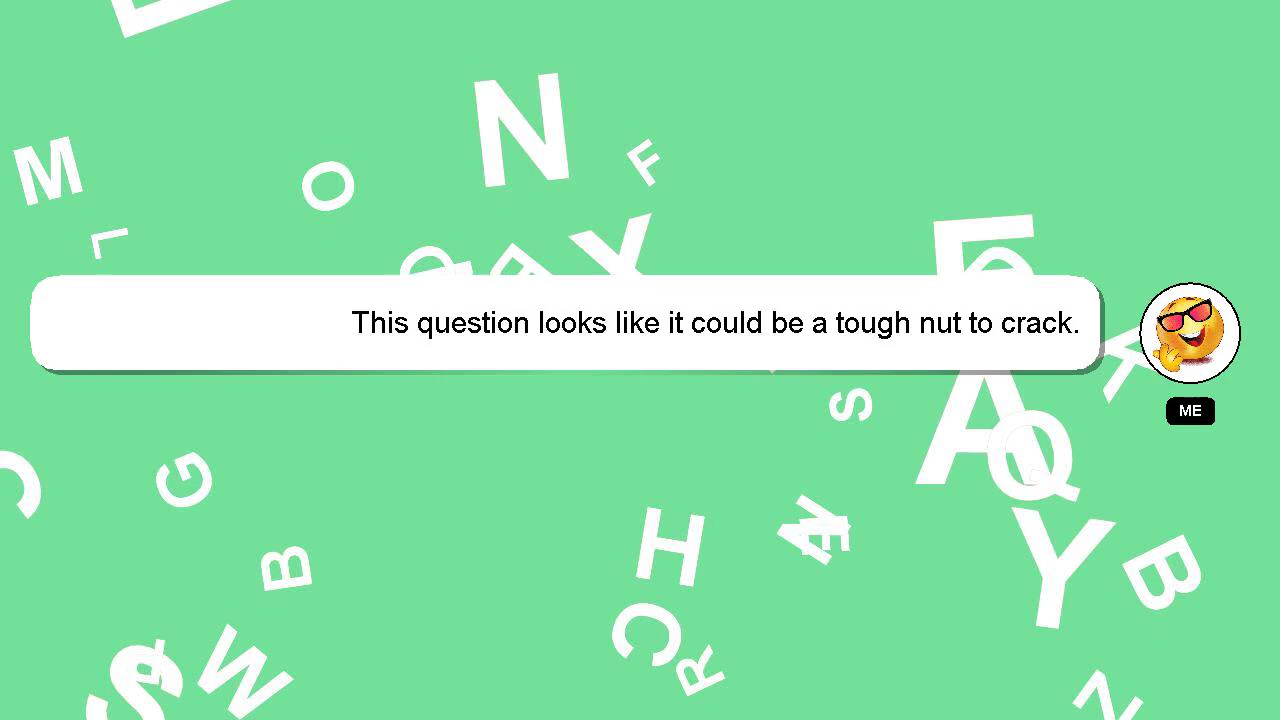 This question looks like it could be a tough nut to crack.
ME
M
L
O
N
F
Q
B
Y
E
K
S
A
Q
C
G
B
H
N
E
Y
B
C
R
S
W
Z